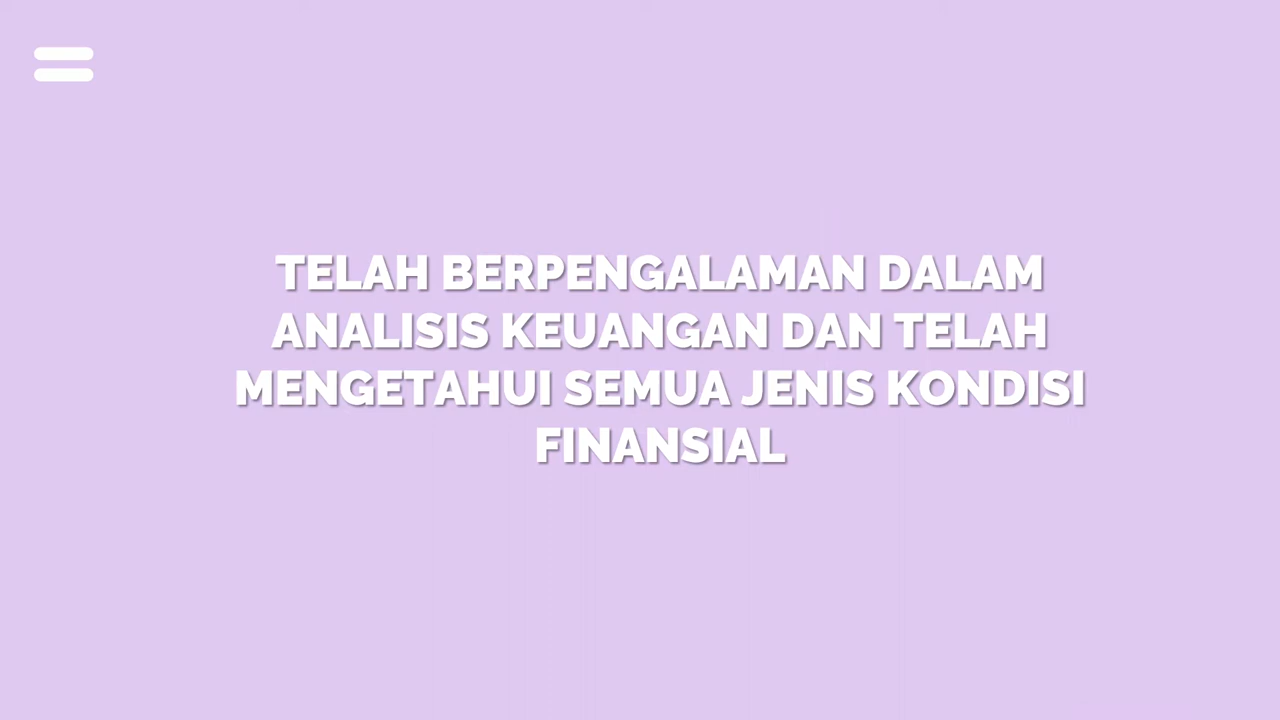 TELAH BERPENGALAMAN DALAM
ANALISIS KEUANGAN DAN TELAH
MENGETAHUI SEMUA JENIS KONDISI
FINANSIAL